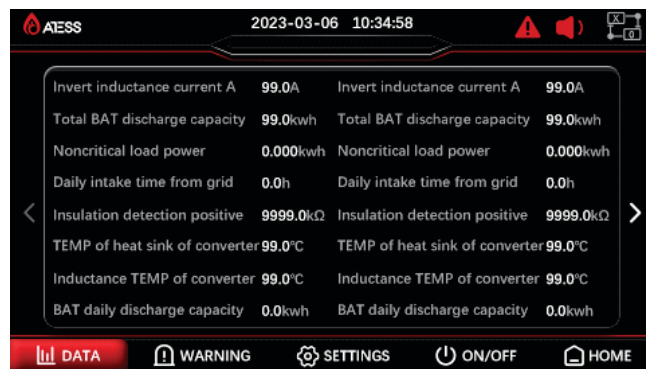 ATESS 2023-03-06 10:34:58 X 0
Invert inductance current A 99.0A Invert inductance current A 99.0A
Total BAT discharge capacity 99.0kwh Total BAT discharge capacity 99.0kwh
Noncritical load power 0.000kwh Noncritical load power 0.000kwh
Daily intake time from grid 0.0h Daily intake time from grid 0.0h
Insulation detection positive 9999.0kΩ Insulation detection positive 9999.0kΩ
TEMP of heat sink of converter 99.0°C TEMP of heat sink of converter 99.0°C
Inductance TEMP of converter 99.0°C Inductance TEMP of converter 99.0°C
BAT daily discharge capacity 0.0kwh BAT daily discharge capacity 0.0kwh
DATA WARNING SETTINGS ON/OFF HOME